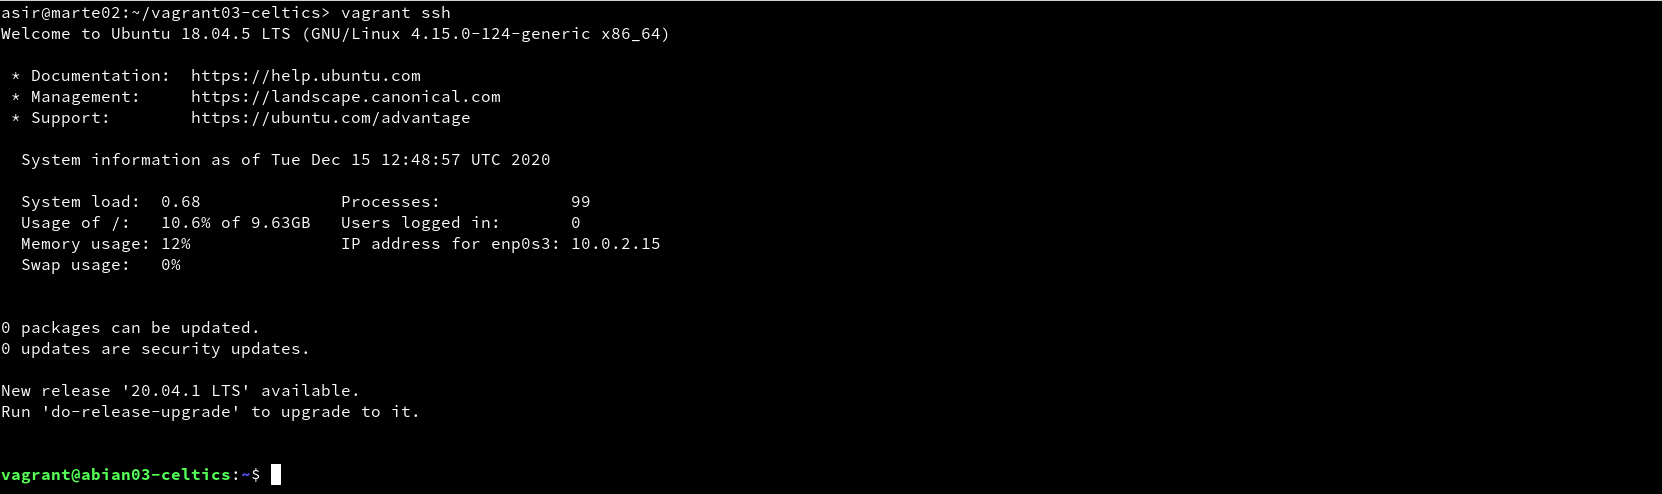 asir@marte02:~/vagrant03-celtics> vagrant ssh
Welcome to Ubuntu 18.04.5 LTS (GNU/Linux 4.15.0-124-generic x86_64)
* Documentation:  https://help.ubuntu.com
* Management:     https://landscape.canonical.com
* Support:        https://ubuntu.com/advantage
System information as of Tue Dec 15 12:48:57 UTC 2020
System load:  0.68              Processes:             99
Usage of /:   10.6% of 9.63GB   Users logged in:       0
Memory usage: 12%               IP address for enp0s3: 10.0.2.15
Swap usage:   0%
0 packages can be updated.
0 updates are security updates.
New release '20.04.1 LTS' available.
Run 'do-release-upgrade' to upgrade to it.
vagrant@abian03-celtics:~$